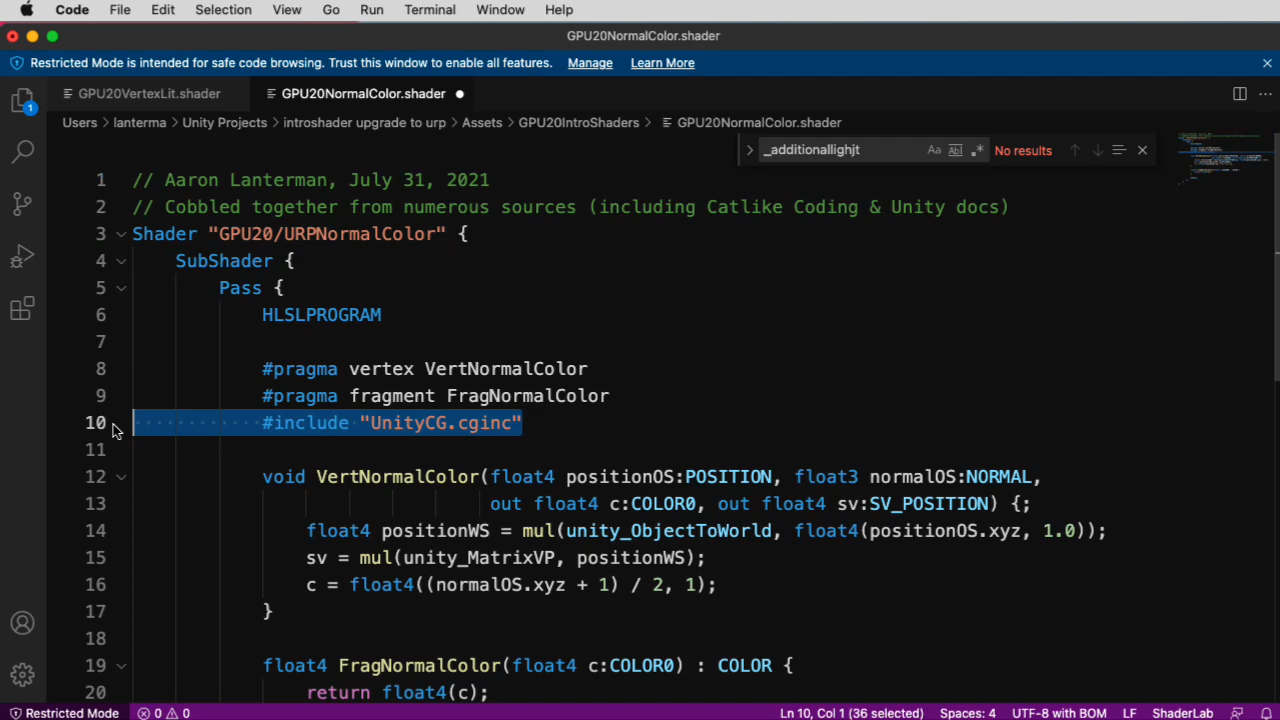 Code File Edit Selection View Go Run Terminal Window Help
GPU20NormalColor.shader
Restricted Mode is intended for safe code browsing. Trust this window to enable all features. Manage Learn More
GPU20VertexLit.shader GPU20NormalColor.shader
1
Users > lanterma > Unity Projects > introshader upgrade to urp > Assets > GPU20IntroShaders > GPU20NormalColor.shader
_additionallighjt Aa Abl .* No results
1 // Aaron Lanterman, July 31, 2021
2 // Cobbled together from numerous sources (including Catlike Coding & Unity docs)
3 Shader "GPU20/URPNormalColor" {
4 SubShader {
5 Pass {
6 HLSLPROGRAM
7
8 #pragma vertex VertNormalColor
9 #pragma fragment FragNormalColor
10 #include "UnityCG.cginc"
11
12 void VertNormalColor(float4 positionOS:POSITION, float3 normalOS:NORMAL,
13 out float4 c:COLOR0, out float4 sv:SV_POSITION) {;
14 float4 positionWS = mul(unity_ObjectToWorld, float4(positionOS.xyz, 1.0));
15 sv = mul(unity_MatrixVP, positionWS);
16 c = float4((normalOS.xyz + 1) / 2, 1);
17 }
18
19 float4 FragNormalColor(float4 c:COLOR0) : COLOR {
20 return float4(c);
Restricted Mode 0 0 Ln 10, Col 1 (36 selected) Spaces: 4 UTF-8 with BOM LF ShaderLab